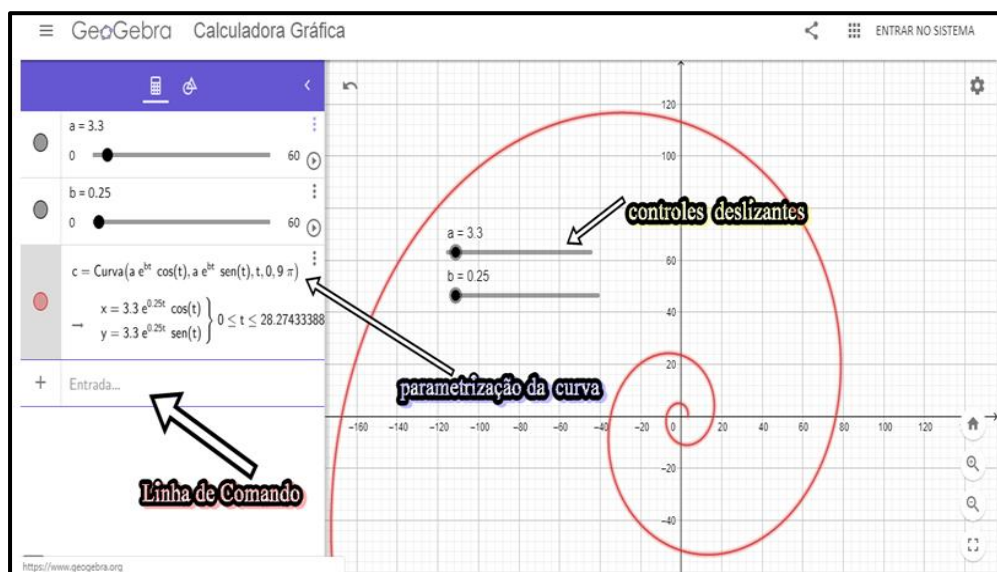 GeoGebra Calculadora Gráfica
ENTRAR NO SISTEMA
a = 3.3
0 60
b = 0.25
0 60
c = Curva(a e^bt cos(t), a e^bt sen(t), t, 0, 9 π)
→ x = 3.3 e^0.25t cos(t)
y = 3.3 e^0.25t sen(t) } 0 ≤ t ≤ 28.27433388
+ Entrada...
Linha de Comando
parametrização da curva
controles deslizantes
a = 3.3
b = 0.25
120
100
80
60
40
20
0
-20
-40
-160 -140 -120 -100 -80 -60 -40 -20 0 20 40 60 80 100 120
https://www.geogebra.org